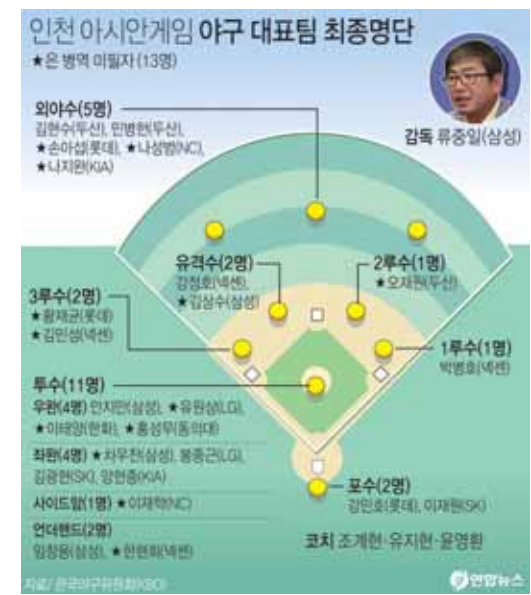 인천 아시안게임 야구 대표팀 최종명단
★은 병역 미필자 (13명)
감독 류중일(삼성)
외야수(5명)
김현수(두산), 민병헌(두산),
★손아섭(롯데), ★나성범(NC),
★나지완(KIA)
유격수(2명)
강정호(넥센),
★김상수(삼성)
2루수(1명)
★오재원(두산)
3루수(2명)
★황재균(롯데)
★김민성(넥센)
1루수(1명)
박병호(넥센)
투수(11명)
우완(4명) 안지만(삼성), ★유원상(LG),
★이태양(한화), ★홍성무(동의대)
좌완(4명) ★차우찬(삼성), 봉중근(LG),
김광현(SK), 양현종(KIA)
사이드암(1명) ★이재학(NC)
언더핸드(2명)
임창용(삼성), ★한현희(넥센)
포수(2명)
강민호(롯데), 이재원(SK)
코치 조계현·유지현·윤영환
자료/ 한국야구위원회(KBO)
연합뉴스